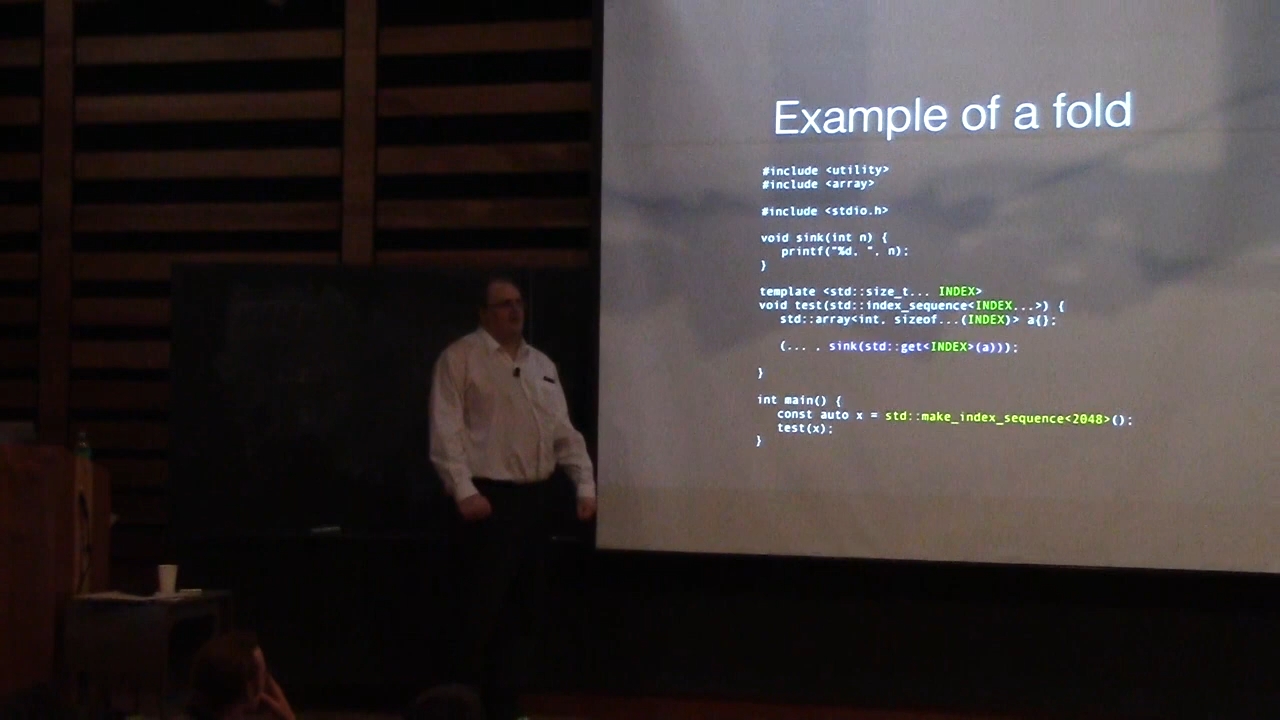 Example of a fold
#include <utility>
#include <array>
#include <stdio.h>
void sink(int n) {
printf("%d, ", n);
}
template <std::size_t... INDEX>
void test(std::index_sequence<INDEX...>) {
std::array<int, sizeof...(INDEX)> a{};
(... , sink(std::get<INDEX>(a)));
}
int main() {
const auto x = std::make_index_sequence<2048>();
test(x);
}